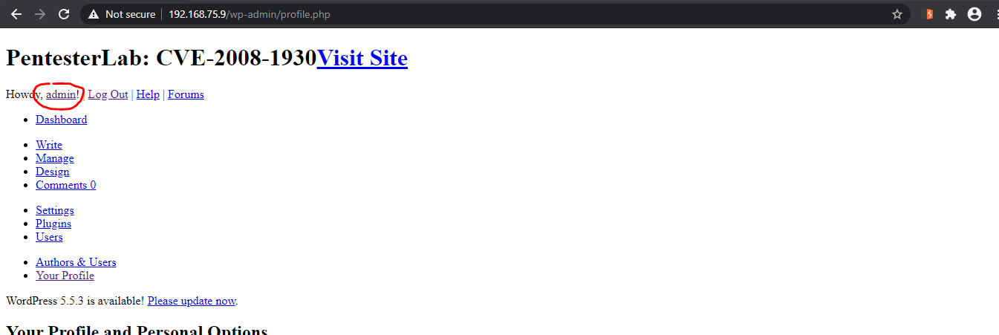 Not secure | 192.168.75.9/wp-admin/profile.php
PentesterLab: CVE-2008-1930Visit Site
Howdy, admin! | Log Out | Help | Forums
Dashboard
Write
Manage
Design
Comments 0
Settings
Plugins
Users
Authors & Users
Your Profile
WordPress 5.5.3 is available! Please update now.
Your Profile and Personal Options